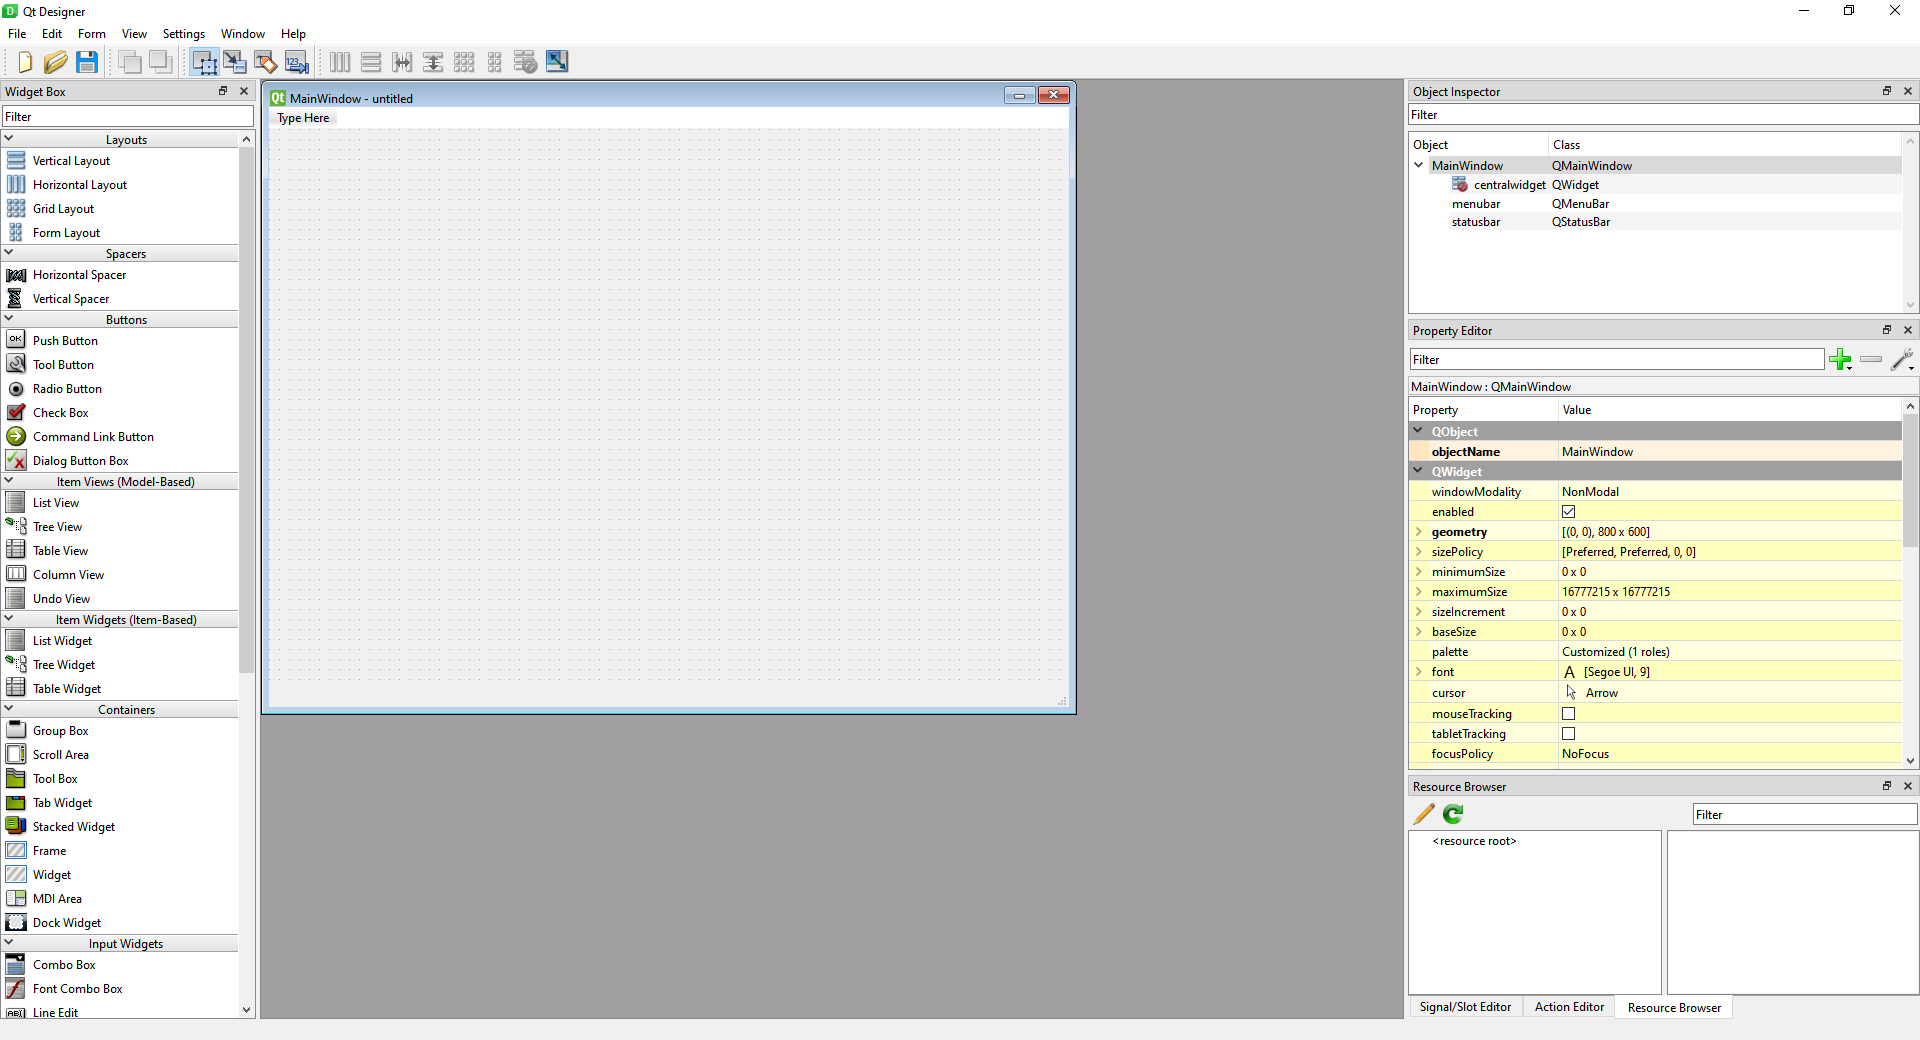 Qt Designer
File Edit Form View Settings Window Help
Widget Box
Filter
Layouts
Vertical Layout
Horizontal Layout
Grid Layout
Form Layout
Spacers
Horizontal Spacer
Vertical Spacer
Buttons
Push Button
Tool Button
Radio Button
Check Box
Command Link Button
Dialog Button Box
Item Views (Model-Based)
List View
Tree View
Table View
Column View
Undo View
Item Widgets (Item-Based)
List Widget
Tree Widget
Table Widget
Containers
Group Box
Scroll Area
Tool Box
Tab Widget
Stacked Widget
Frame
Widget
MDI Area
Dock Widget
Input Widgets
Combo Box
Font Combo Box
Line Edit
MainWindow - untitled
Type Here
Object Inspector
Filter
Object Class
MainWindow QMainWindow
centralwidget QWidget
menubar QMenuBar
statusbar QStatusBar
Property Editor
Filter
MainWindow : QMainWindow
Property Value
QObject
objectName MainWindow
QWidget
windowModality NonModal
enabled
geometry [(0, 0), 800 x 600]
sizePolicy [Preferred, Preferred, 0, 0]
minimumSize 0 x 0
maximumSize 16777215 x 16777215
sizeIncrement 0 x 0
baseSize 0 x 0
palette Customized (1 roles)
font A [Segoe UI, 9]
cursor Arrow
mouseTracking
tabletTracking
focusPolicy NoFocus
Resource Browser
Filter
<resource root>
Signal/Slot Editor Action Editor Resource Browser